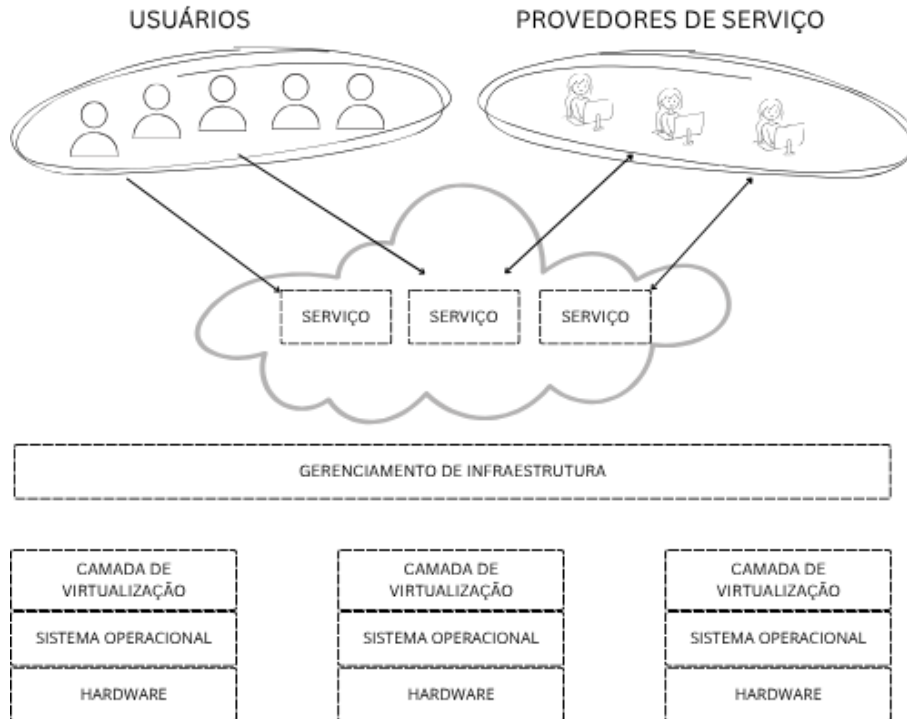 USUÁRIOS
PROVEDORES DE SERVIÇO
SERVIÇO
SERVIÇO
SERVIÇO
GERENCIAMENTO DE INFRAESTRUTURA
CAMADA DE
VIRTUALIZAÇÃO
SISTEMA OPERACIONAL
HARDWARE
CAMADA DE
VIRTUALIZAÇÃO
SISTEMA OPERACIONAL
HARDWARE
CAMADA DE
VIRTUALIZAÇÃO
SISTEMA OPERACIONAL
HARDWARE